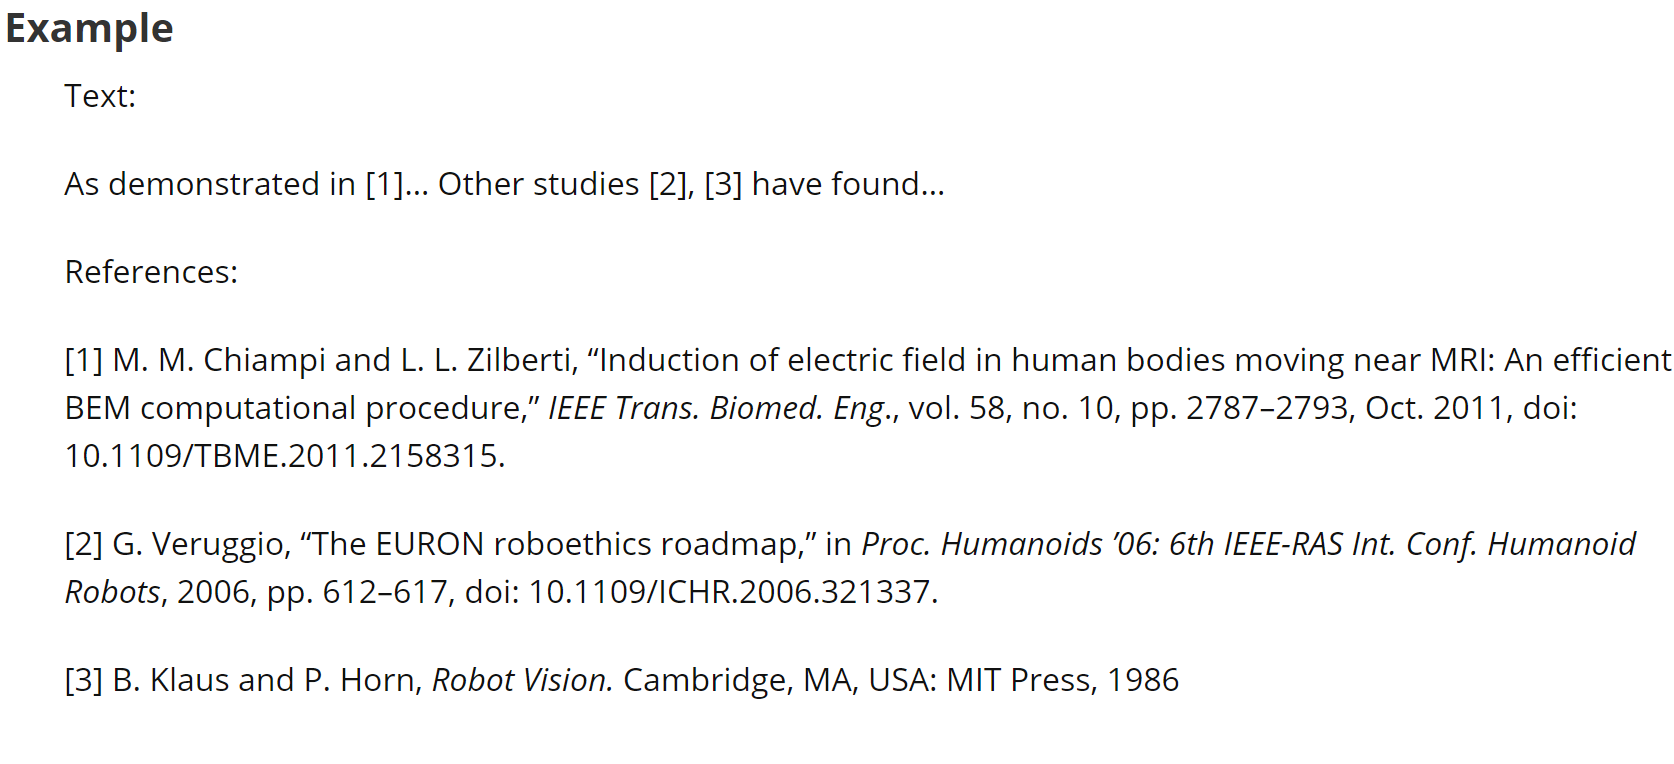 Example
Text:
As demonstrated in [1]... Other studies [2], [3] have found...
References:
[1] M. M. Chiampi and L. L. Zilberti, “Induction of electric field in human bodies moving near MRI: An efficient
BEM computational procedure,” IEEE Trans. Biomed. Eng., vol. 58, no. 10, pp. 2787–2793, Oct. 2011, doi:
10.1109/TBME.2011.2158315.
[2] G. Veruggio, “The EURON roboethics roadmap,” in Proc. Humanoids ’06: 6th IEEE-RAS Int. Conf. Humanoid
Robots, 2006, pp. 612–617, doi: 10.1109/ICHR.2006.321337.
[3] B. Klaus and P. Horn, Robot Vision. Cambridge, MA, USA: MIT Press, 1986